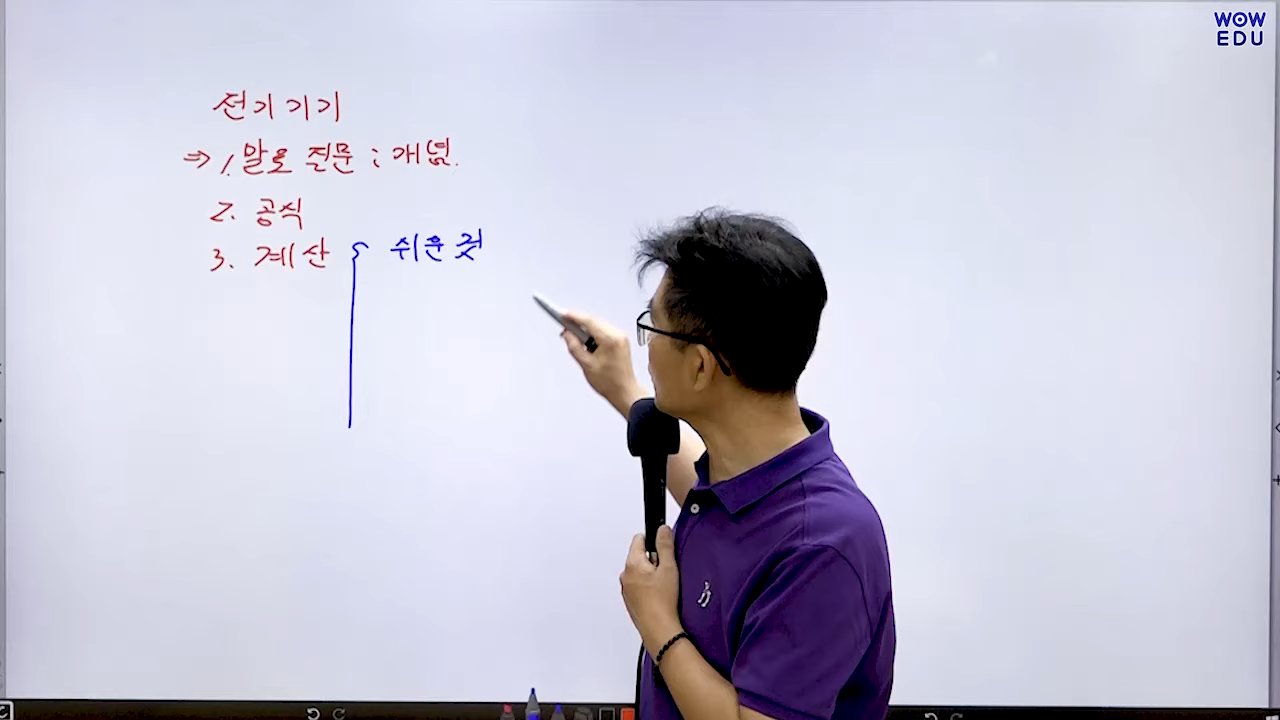 WOW
EDU
전기기기
⇒ 1. 말로 질문 ; 개념.
2. 공식
3. 계산 { 쉬운 것